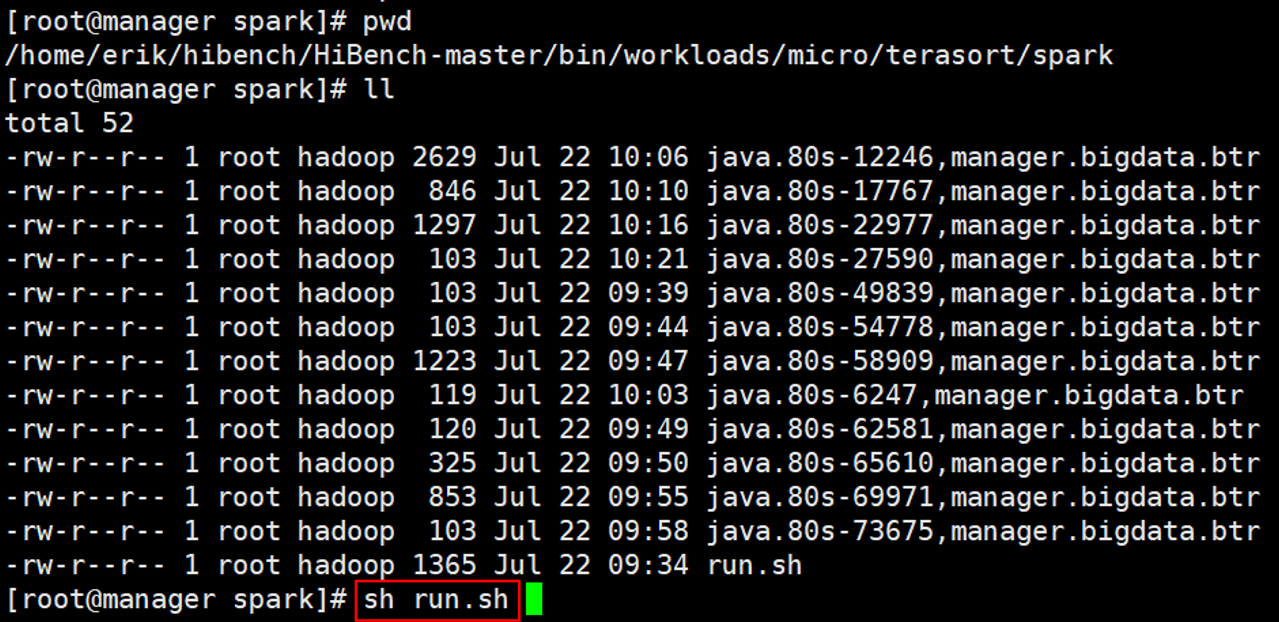 [root@manager spark]# pwd
/home/erik/hibench/HiBench-master/bin/workloads/micro/terasort/spark
[root@manager spark]# ll
total 52
-rw-r--r-- 1 root hadoop 2629 Jul 22 10:06 java.80s-12246,manager.bigdata.btr
-rw-r--r-- 1 root hadoop  846 Jul 22 10:10 java.80s-17767,manager.bigdata.btr
-rw-r--r-- 1 root hadoop 1297 Jul 22 10:16 java.80s-22977,manager.bigdata.btr
-rw-r--r-- 1 root hadoop  103 Jul 22 10:21 java.80s-27590,manager.bigdata.btr
-rw-r--r-- 1 root hadoop  103 Jul 22 09:39 java.80s-49839,manager.bigdata.btr
-rw-r--r-- 1 root hadoop  103 Jul 22 09:44 java.80s-54778,manager.bigdata.btr
-rw-r--r-- 1 root hadoop 1223 Jul 22 09:47 java.80s-58909,manager.bigdata.btr
-rw-r--r-- 1 root hadoop  119 Jul 22 10:03 java.80s-6247,manager.bigdata.btr
-rw-r--r-- 1 root hadoop  120 Jul 22 09:49 java.80s-62581,manager.bigdata.btr
-rw-r--r-- 1 root hadoop  325 Jul 22 09:50 java.80s-65610,manager.bigdata.btr
-rw-r--r-- 1 root hadoop  853 Jul 22 09:55 java.80s-69971,manager.bigdata.btr
-rw-r--r-- 1 root hadoop  103 Jul 22 09:58 java.80s-73675,manager.bigdata.btr
-rw-r--r-- 1 root hadoop 1365 Jul 22 09:34 run.sh
[root@manager spark]# sh run.sh